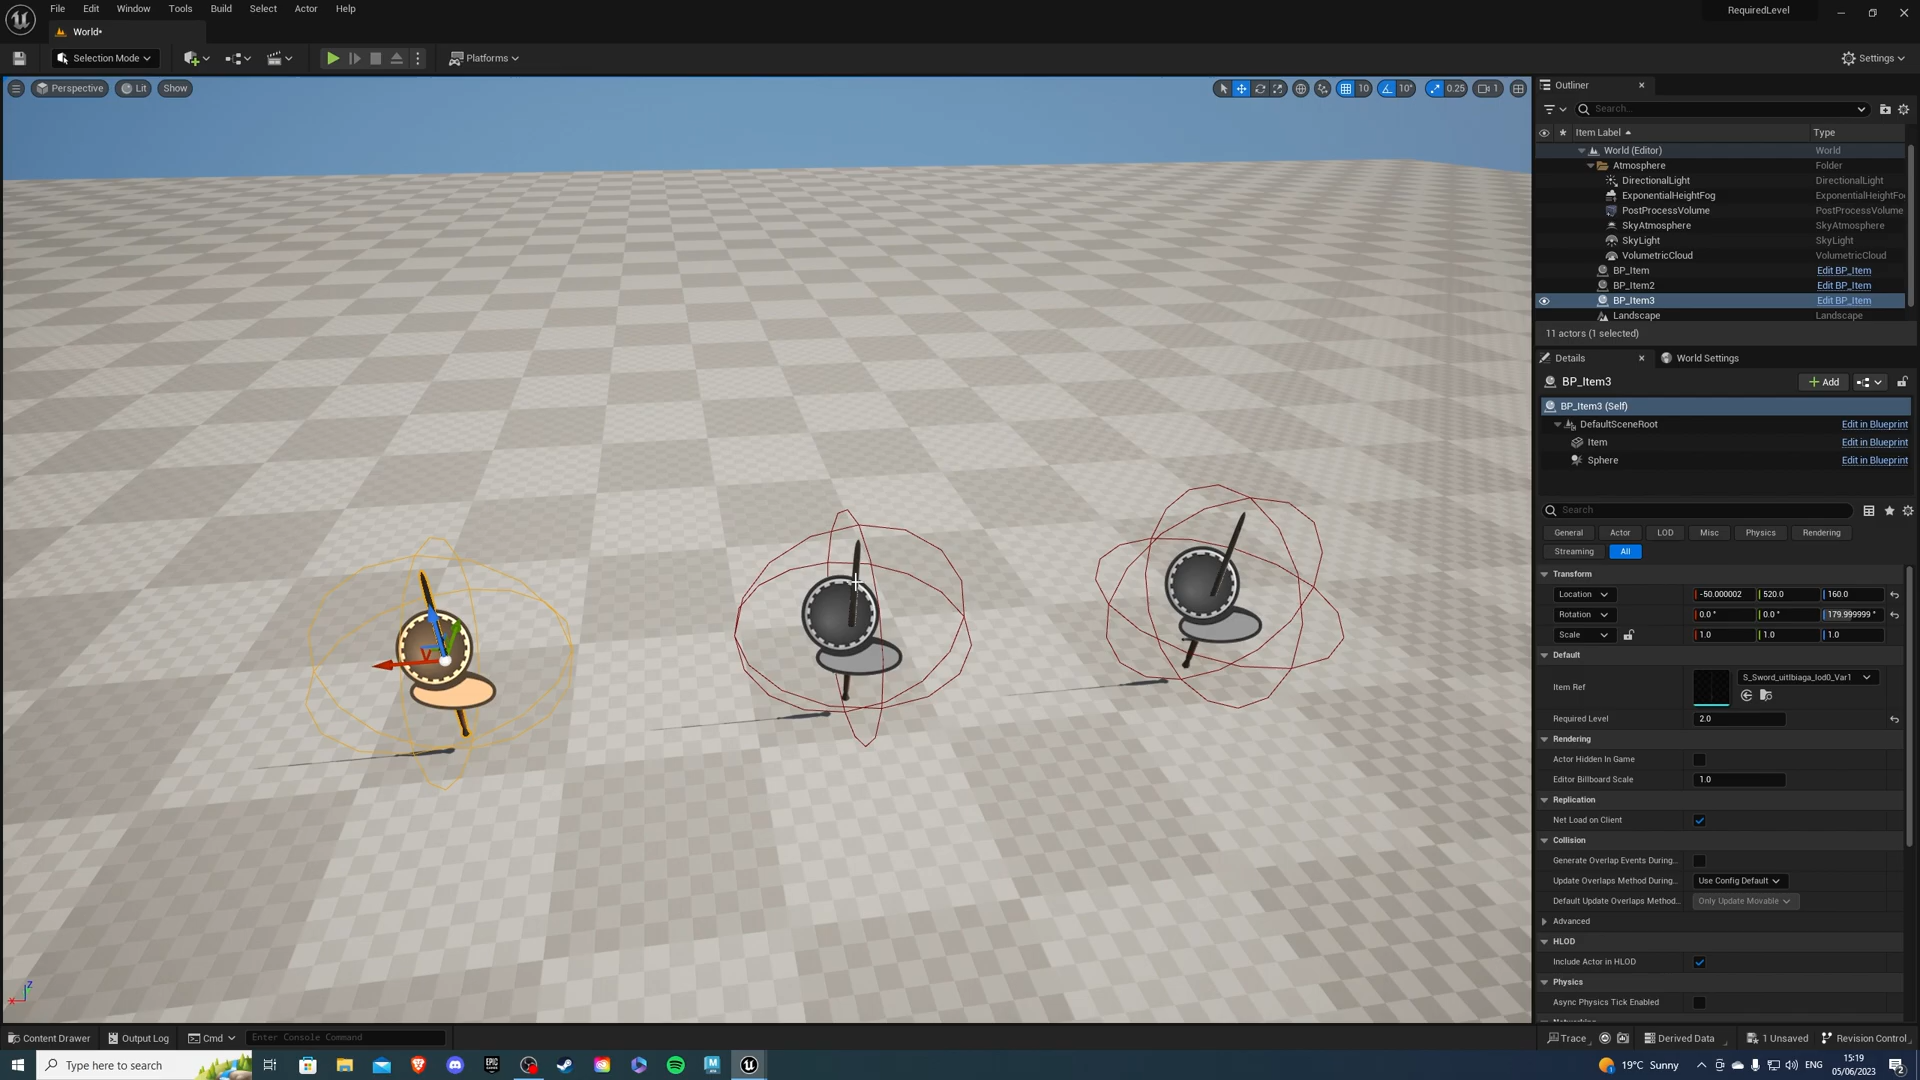 File Edit Window Tools Build Select Actor Help
RequiredLevel
World*
Selection Mode
Platforms
Settings
Perspective Lit Show
10 10° 0.25 1
Outliner
Search...
Item Label Type
World (Editor) World
Atmosphere Folder
DirectionalLight DirectionalLight
ExponentialHeightFog ExponentialHeightFo
PostProcessVolume PostProcessVolume
SkyAtmosphere SkyAtmosphere
SkyLight SkyLight
VolumetricCloud VolumetricCloud
BP_Item Edit BP_Item
BP_Item2 Edit BP_Item
BP_Item3 Edit BP_Item
Landscape Landscape
11 actors (1 selected)
Details World Settings
BP_Item3 + Add
BP_Item3 (Self)
DefaultSceneRoot Edit in Blueprint
Item Edit in Blueprint
Sphere Edit in Blueprint
Search
General Actor LOD Misc Physics Rendering
Streaming All
Transform
Location -50.000002 520.0 160.0
Rotation 0.0 ° 0.0 ° 179.999999 °
Scale 1.0 1.0 1.0
Default
Item Ref S_Sword_uitlbiaga_lod0_Var1
Required Level 2.0
Rendering
Actor Hidden In Game
Editor Billboard Scale 1.0
Replication
Net Load on Client
Collision
Generate Overlap Events During...
Update Overlaps Method During... Use Config Default
Default Update Overlaps Method... Only Update Movable
Advanced
HLOD
Include Actor in HLOD
Physics
Async Physics Tick Enabled
Content Drawer Output Log Cmd Enter Console Command
Trace Derived Data 1 Unsaved Revision Control
Type here to search
EPIC
19°C Sunny ENG
15:19
05/06/2023
2